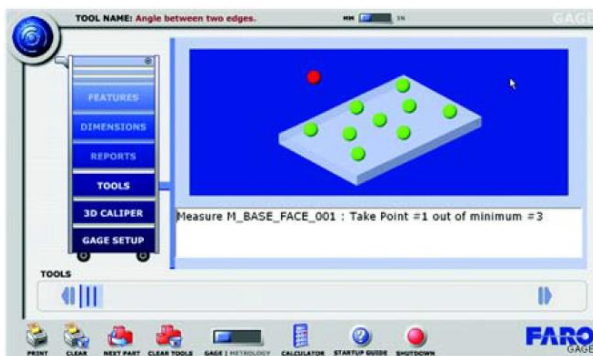 TOOL NAME: Angle between two edges.
MM IN
GAGE
FEATURES
DIMENSIONS
REPORTS
TOOLS
3D CALIPER
GAGE SETUP
Measure M_BASE_FACE_001 : Take Point #1 out of minimum #3
TOOLS
PRINT CLEAR NEXT PART CLEAR TOOLS GAGE | METROLOGY CALCULATOR STARTUP GUIDE SHUTDOWN
FARO
GAGE